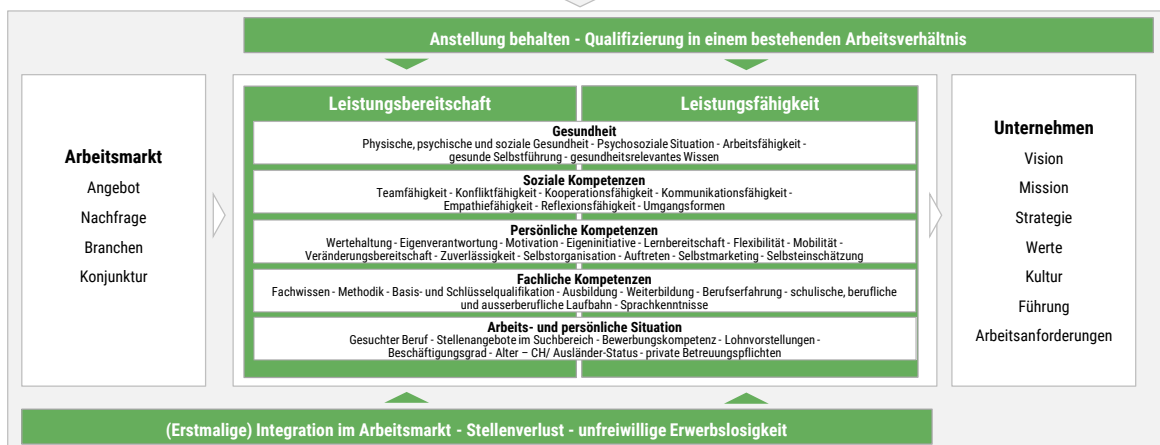 Anstellung behalten - Qualifizierung in einem bestehenden Arbeitsverhältnis
Arbeitsmarkt
Angebot
Nachfrage
Branchen
Konjunktur
Leistungsbereitschaft
Leistungsfähigkeit
Gesundheit
Physische, psychische und soziale Gesundheit - Psychosoziale Situation - Arbeitsfähigkeit -
gesunde Selbstführung - gesundheitsrelevantes Wissen
Soziale Kompetenzen
Teamfähigkeit - Konfliktfähigkeit - Kooperationsfähigkeit - Kommunikationsfähigkeit -
Empathiefähigkeit - Reflexionsfähigkeit - Umgangsformen
Persönliche Kompetenzen
Wertehaltung - Eigenverantwortung - Motivation - Eigeninitiative - Lernbereitschaft - Flexibilität - Mobilität -
Veränderungsbereitschaft - Zuverlässigkeit - Selbstorganisation - Auftreten - Selbstmarketing - Selbsteinschätzung
Fachliche Kompetenzen
Fachwissen - Methodik - Basis- und Schlüsselqualifikation - Ausbildung - Weiterbildung - Berufserfahrung - schulische, berufliche
und ausserberufliche Laufbahn - Sprachkenntnisse
Arbeits- und persönliche Situation
Gesuchter Beruf - Stellenangebote im Suchbereich - Bewerbungskompetenz - Lohnvorstellungen -
Beschäftigungsgrad - Alter – CH/ Ausländer-Status - private Betreuungspflichten
Unternehmen
Vision
Mission
Strategie
Werte
Kultur
Führung
Arbeitsanforderungen
(Erstmalige) Integration im Arbeitsmarkt - Stellenverlust - unfreiwillige Erwerbslosigkeit